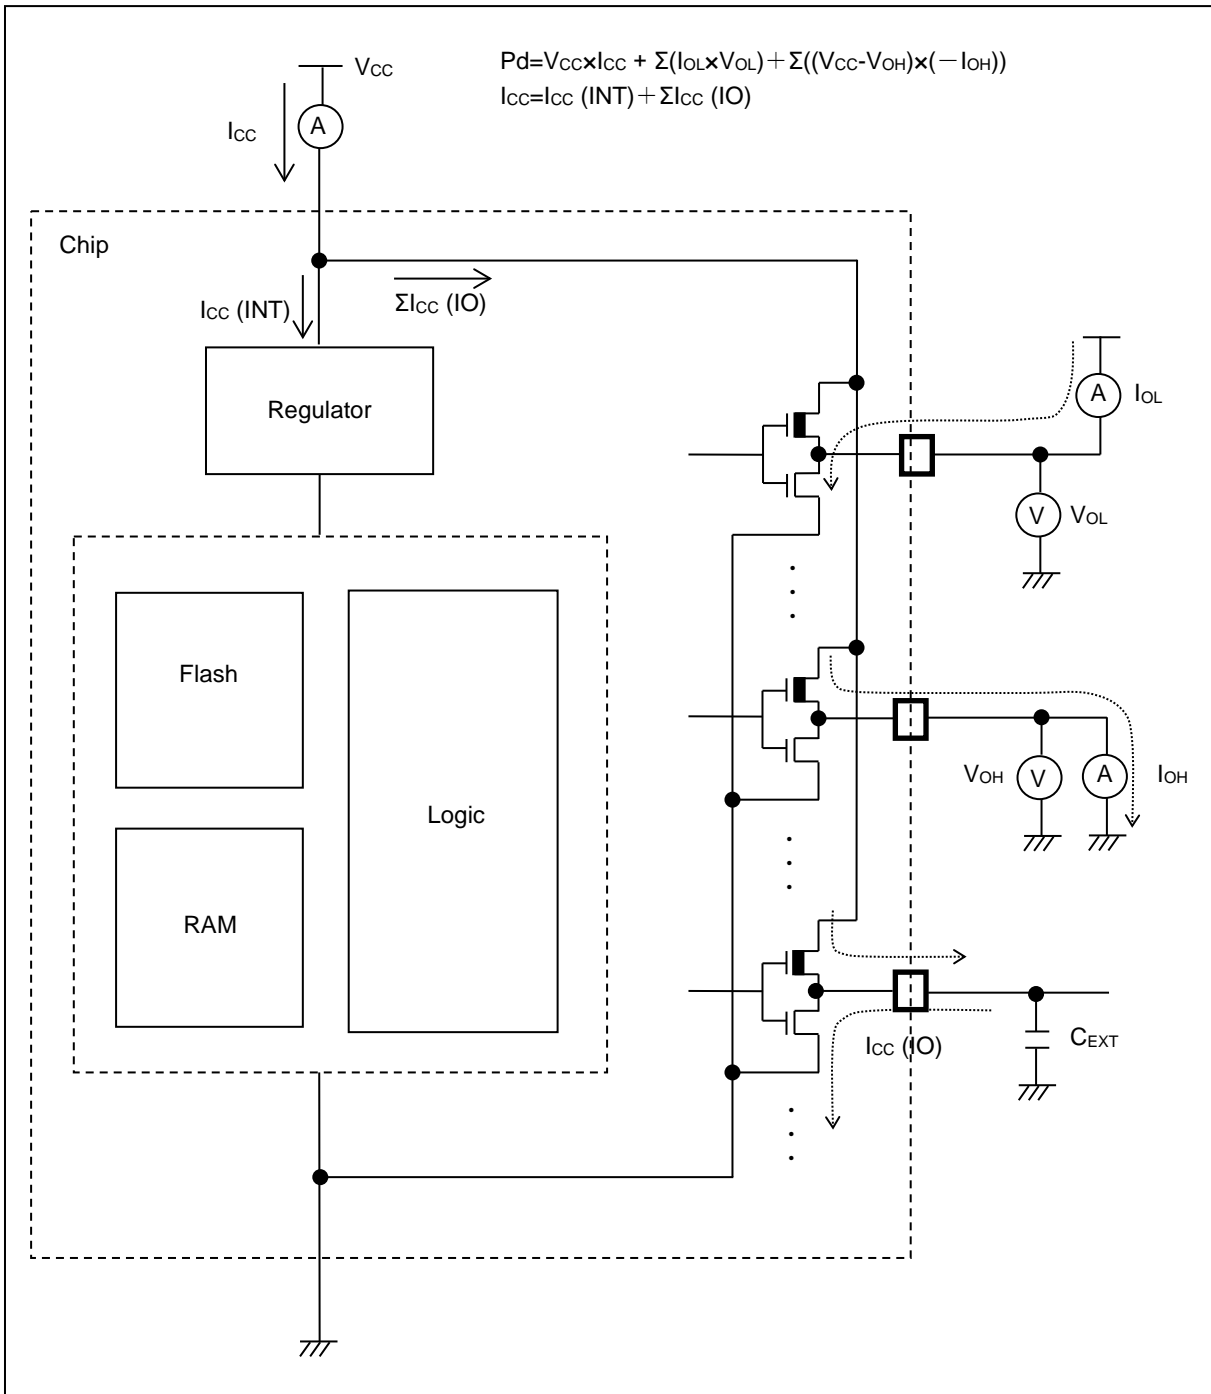 Pd=VCC×ICC + Σ(IOL×VOL)+Σ((VCC-VOH)×(-IOH))
ICC=ICC (INT)+ΣICC (IO)
VCC
A
ICC
Chip
ICC (INT)
ΣICC (IO)
Regulator
A
IOL
V
VOL
Flash
Logic
RAM
VOH
V
A
IOH
ICC (IO)
CEXT